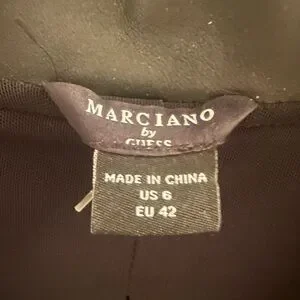 MARCIANO
by
GUESS
MADE IN CHINA
US 6
EU 42